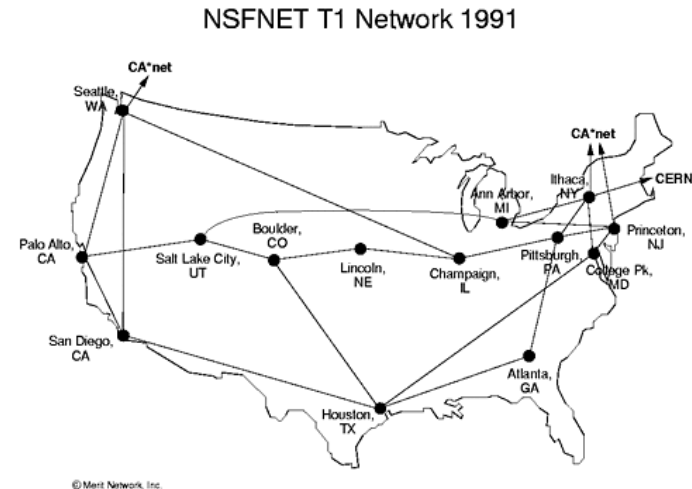 NSFNET T1 Network 1991
CA*net
Seattle,
WA
CA*net
Ithaca,
NY
CERN
Ann Arbor,
MI
Boulder,
CO
Princeton,
NJ
Palo Alto,
CA
Salt Lake City,
UT
Lincoln,
NE
Champaign,
IL
Pittsburgh,
PA
College Pk,
MD
San Diego,
CA
Atlanta,
GA
Houston,
TX
© Merit Network, Inc.